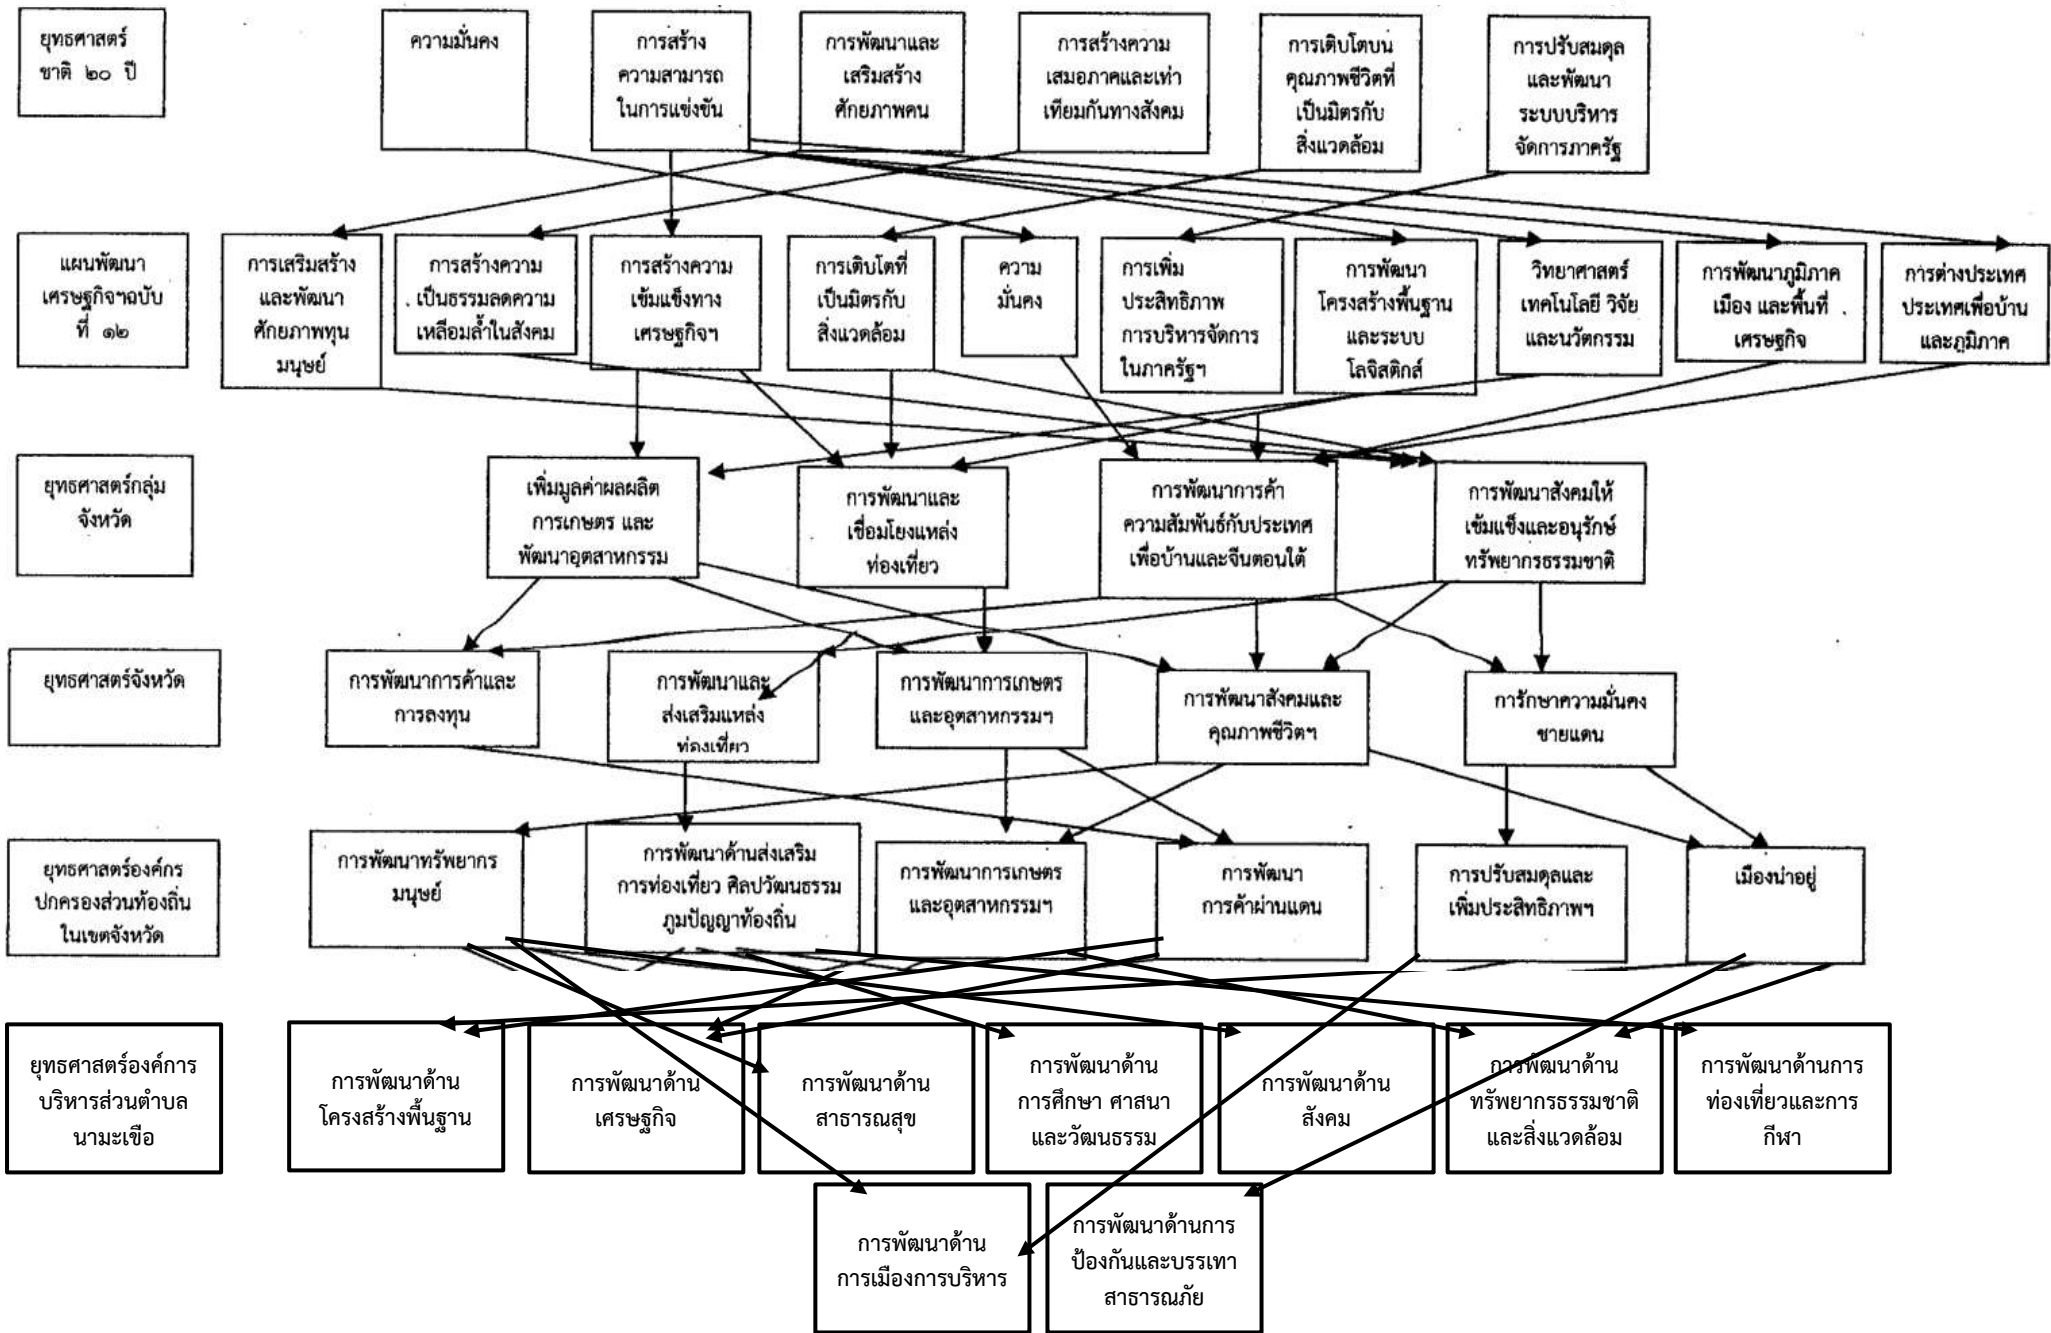 ยุทธศาสตร์
ชาติ ๒๐ ปี
ความมั่นคง
การสร้าง
ความสามารถ
ในการแข่งขัน
การพัฒนาและ
เสริมสร้าง
ศักยภาพคน
การสร้างความ
เสมอภาคและเท่า
เทียมกันทางสังคม
การเติบโตบน
คุณภาพชีวิตที่
เป็นมิตรกับ
สิ่งแวดล้อม
การปรับสมดุล
และพัฒนา
ระบบบริหาร
จัดการภาครัฐ
แผนพัฒนา
เศรษฐกิจฯฉบับ
ที่ ๑๒
การเสริมสร้าง
และพัฒนา
ศักยภาพทุน
มนุษย์
การสร้างความ
เป็นธรรมลดความ
เหลือมล้ำในสังคม
การสร้างความ
เข้มแข็งทาง
เศรษฐกิจฯ
การเติบโตที่
เป็นมิตรกับ
สิ่งแวดล้อม
ความ
มั่นคง
การเพิ่ม
ประสิทธิภาพ
การบริหารจัดการ
ในภาครัฐฯ
การพัฒนา
โครงสร้างพื้นฐาน
และระบบ
โลจิสติกส์
วิทยาศาสตร์
เทคโนโลยี วิจัย
และนวัตกรรม
การพัฒนาภูมิภาค
เมือง และพื้นที่
เศรษฐกิจ
การต่างประเทศ
ประเทศเพื่อบ้าน
และภูมิภาค
ยุทธศาสตร์กลุ่ม
จังหวัด
เพิ่มมูลค่าผลผลิต
การเกษตร และ
พัฒนาอุตสาหกรรม
การพัฒนาและ
เชื่อมโยงแหล่ง
ท่องเที่ยว
การพัฒนาการค้า
ความสัมพันธ์กับประเทศ
เพื่อบ้านและจีนตอนใต้
การพัฒนาสังคมให้
เข้มแข็งและอนุรักษ์
ทรัพยากรธรรมชาติ
ยุทธศาสตร์จังหวัด
การพัฒนาการค้าและ
การลงทุน
การพัฒนาและ
ส่งเสริมแหล่ง
ท่องเที่ยว
การพัฒนาการเกษตร
และอุตสาหกรรมฯ
การพัฒนาสังคมและ
คุณภาพชีวิตฯ
การักษาความมั่นคง
ชายแดน
ยุทธศาสตร์องค์กร
ปกครองส่วนท้องถิ่น
ในเขตจังหวัด
การพัฒนาทรัพยากร
มนุษย์
การพัฒนาด้านส่งเสริม
การท่องเที่ยว ศิลปวัฒนธรรม
ภูมปัญญาท้องถิ่น
การพัฒนาการเกษตร
และอุตสาหกรรมฯ
การพัฒนา
การค้าผ่านแดน
การปรับสมดุลและ
เพิ่มประสิทธิภาพฯ
เมืองน่าอยู่
ยุทธศาสตร์องค์การ
บริหารส่วนตำบล
นามะเขือ
การพัฒนาด้าน
โครงสร้างพื้นฐาน
การพัฒนาด้าน
เศรษฐกิจ
การพัฒนาด้าน
สาธารณสุข
การพัฒนาด้าน
การศึกษา ศาสนา
และวัฒนธรรม
การพัฒนาด้าน
สังคม
การพัฒนาด้าน
ทรัพยากรธรรมชาติ
และสิ่งแวดล้อม
การพัฒนาด้านการ
ท่องเที่ยวและการ
กีฬา
การพัฒนาด้าน
การเมืองการบริหาร
การพัฒนาด้านการ
ป้องกันและบรรเทา
สาธารณภัย